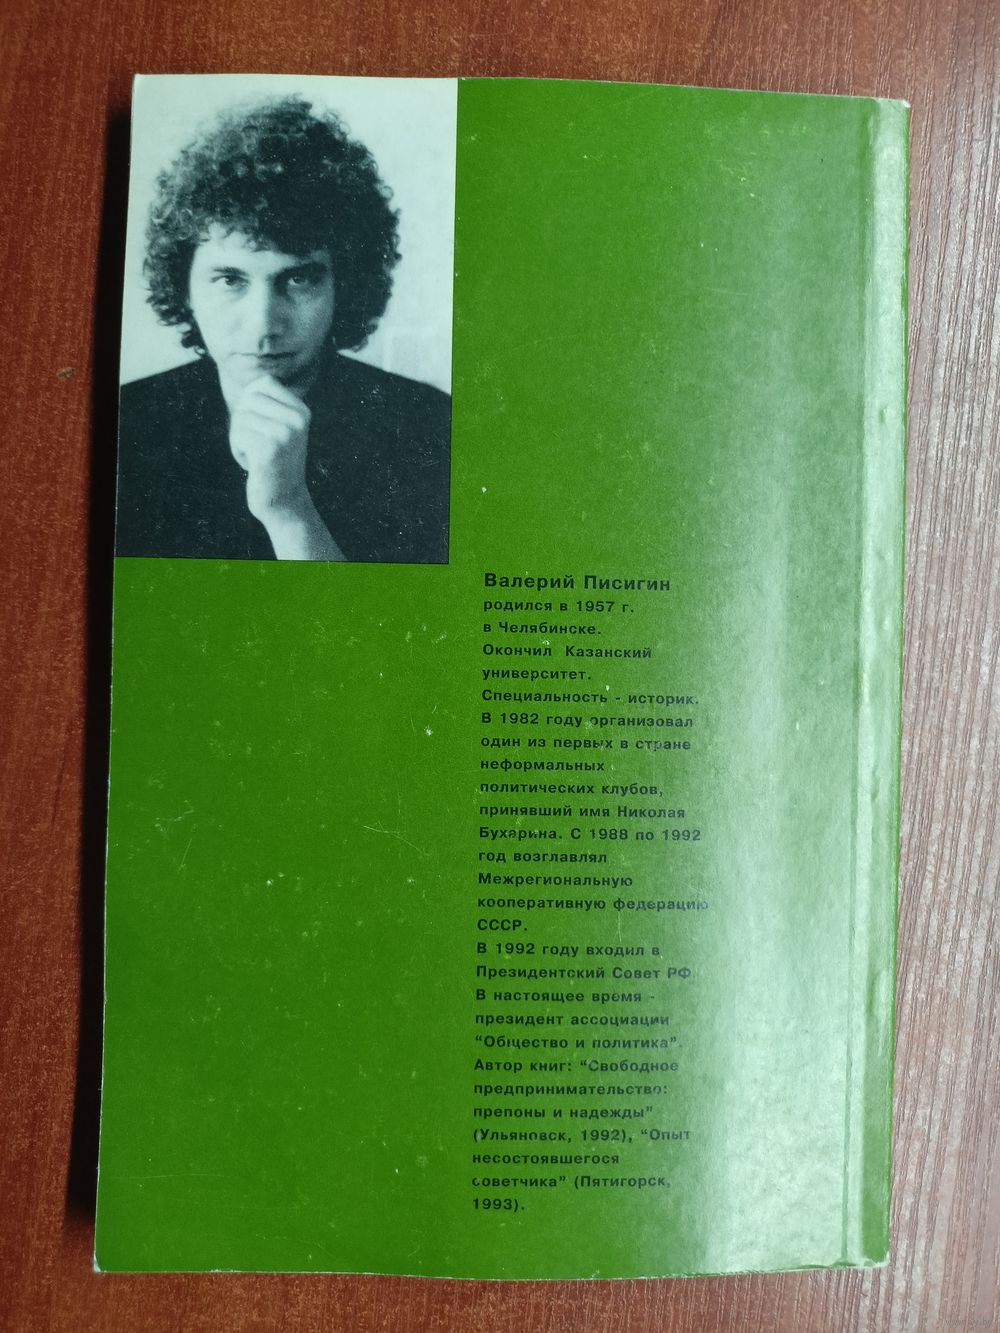 Валерий Писигин
родился в 1957 г.
в Челябинске.
Окончил Казанский
университет.
Специальность - историк.
В 1982 году организовал
один из первых в стране
неформальных
политических клубов,
принявший имя Николая
Бухарина. С 1988 по 1992
год возглавлял
Межрегиональную
кооперативную федерацию
СССР.
В 1992 году входил в
Президентский Совет РФ
В настоящее время -
президент ассоциации
“Общество и политика”.
Автор книг: “Свободное
предпринимательство:
препоны и надежды”
(Ульяновск, 1992), “Опыт
несостоявшегося
советчика” (Пятигорск,
1993).